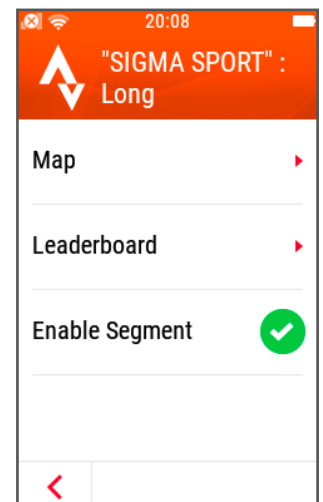 20:08
"SIGMA SPORT" :
Long
Map
Leaderboard
Enable Segment